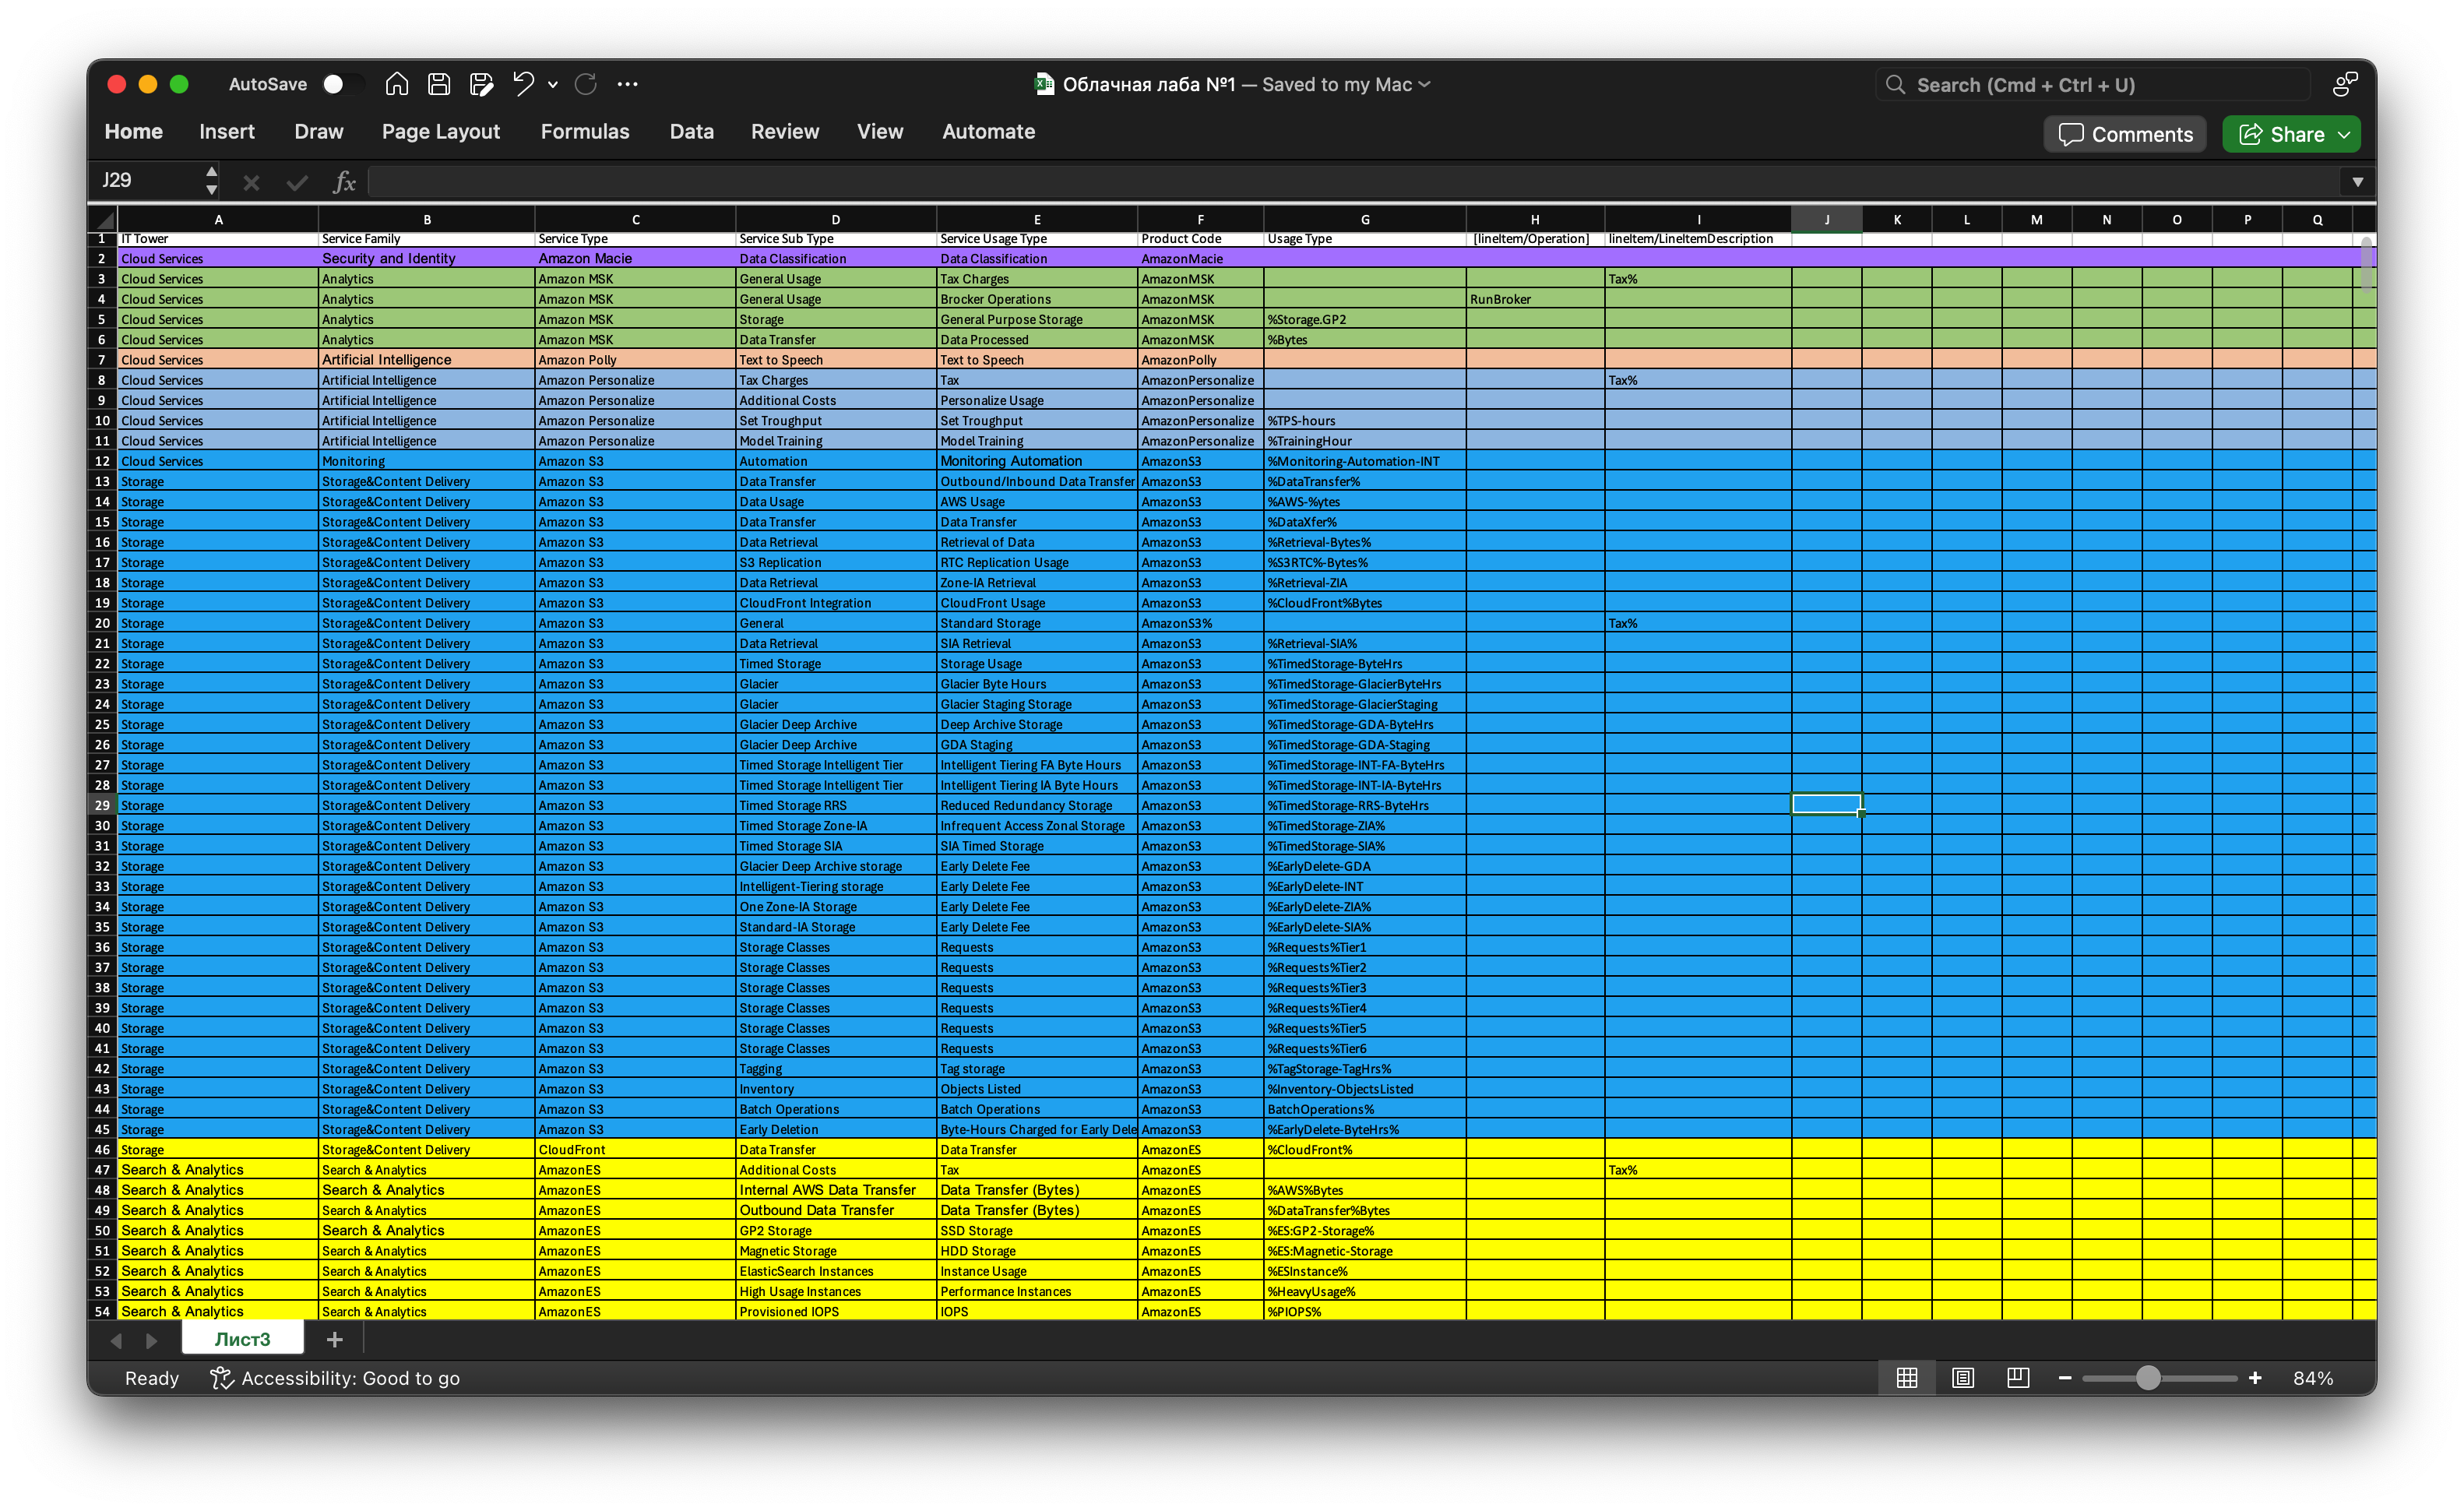 AutoSave Облачная лаба №1 — Saved to my Mac Search (Cmd + Ctrl + U)
Home Insert Draw Page Layout Formulas Data Review View Automate Comments Share
J29 fx
A B C D E F G H I J K L M N O P Q
1 IT Tower Service Family Service Type Service Sub Type Service Usage Type Product Code Usage Type [lineItem/Operation] lineItem/LineItemDescription
2 Cloud Services Security and Identity Amazon Macie Data Classification Data Classification AmazonMacie
3 Cloud Services Analytics Amazon MSK General Usage Tax Charges AmazonMSK Tax%
4 Cloud Services Analytics Amazon MSK General Usage Brocker Operations AmazonMSK RunBroker
5 Cloud Services Analytics Amazon MSK Storage General Purpose Storage AmazonMSK %Storage.GP2
6 Cloud Services Analytics Amazon MSK Data Transfer Data Processed AmazonMSK %Bytes
7 Cloud Services Artificial Intelligence Amazon Polly Text to Speech Text to Speech AmazonPolly
8 Cloud Services Artificial Intelligence Amazon Personalize Tax Charges Tax AmazonPersonalize Tax%
9 Cloud Services Artificial Intelligence Amazon Personalize Additional Costs Personalize Usage AmazonPersonalize
10 Cloud Services Artificial Intelligence Amazon Personalize Set Troughput Set Troughput AmazonPersonalize %TPS-hours
11 Cloud Services Artificial Intelligence Amazon Personalize Model Training Model Training AmazonPersonalize %TrainingHour
12 Cloud Services Monitoring Amazon S3 Automation Monitoring Automation AmazonS3 %Monitoring-Automation-INT
13 Storage Storage&Content Delivery Amazon S3 Data Transfer Outbound/Inbound Data Transfer AmazonS3 %DataTransfer%
14 Storage Storage&Content Delivery Amazon S3 Data Usage AWS Usage AmazonS3 %AWS-%ytes
15 Storage Storage&Content Delivery Amazon S3 Data Transfer Data Transfer AmazonS3 %DataXfer%
16 Storage Storage&Content Delivery Amazon S3 Data Retrieval Retrieval of Data AmazonS3 %Retrieval-Bytes%
17 Storage Storage&Content Delivery Amazon S3 S3 Replication RTC Replication Usage AmazonS3 %S3RTC%-Bytes%
18 Storage Storage&Content Delivery Amazon S3 Data Retrieval Zone-IA Retrieval AmazonS3 %Retrieval-ZIA
19 Storage Storage&Content Delivery Amazon S3 CloudFront Integration CloudFront Usage AmazonS3 %CloudFront%Bytes
20 Storage Storage&Content Delivery Amazon S3 General Standard Storage AmazonS3% Tax%
21 Storage Storage&Content Delivery Amazon S3 Data Retrieval SIA Retrieval AmazonS3 %Retrieval-SIA%
22 Storage Storage&Content Delivery Amazon S3 Timed Storage Storage Usage AmazonS3 %TimedStorage-ByteHrs
23 Storage Storage&Content Delivery Amazon S3 Glacier Glacier Byte Hours AmazonS3 %TimedStorage-GlacierByteHrs
24 Storage Storage&Content Delivery Amazon S3 Glacier Glacier Staging Storage AmazonS3 %TimedStorage-GlacierStaging
25 Storage Storage&Content Delivery Amazon S3 Glacier Deep Archive Deep Archive Storage AmazonS3 %TimedStorage-GDA-ByteHrs
26 Storage Storage&Content Delivery Amazon S3 Glacier Deep Archive GDA Staging AmazonS3 %TimedStorage-GDA-Staging
27 Storage Storage&Content Delivery Amazon S3 Timed Storage Intelligent Tier Intelligent Tiering FA Byte Hours AmazonS3 %TimedStorage-INT-FA-ByteHrs
28 Storage Storage&Content Delivery Amazon S3 Timed Storage Intelligent Tier Intelligent Tiering IA Byte Hours AmazonS3 %TimedStorage-INT-IA-ByteHrs
29 Storage Storage&Content Delivery Amazon S3 Timed Storage RRS Reduced Redundancy Storage AmazonS3 %TimedStorage-RRS-ByteHrs
30 Storage Storage&Content Delivery Amazon S3 Timed Storage Zone-IA Infrequent Access Zonal Storage AmazonS3 %TimedStorage-ZIA%
31 Storage Storage&Content Delivery Amazon S3 Timed Storage SIA SIA Timed Storage AmazonS3 %TimedStorage-SIA%
32 Storage Storage&Content Delivery Amazon S3 Glacier Deep Archive storage Early Delete Fee AmazonS3 %EarlyDelete-GDA
33 Storage Storage&Content Delivery Amazon S3 Intelligent-Tiering storage Early Delete Fee AmazonS3 %EarlyDelete-INT
34 Storage Storage&Content Delivery Amazon S3 One Zone-IA Storage Early Delete Fee AmazonS3 %EarlyDelete-ZIA%
35 Storage Storage&Content Delivery Amazon S3 Standard-IA Storage Early Delete Fee AmazonS3 %EarlyDelete-SIA%
36 Storage Storage&Content Delivery Amazon S3 Storage Classes Requests AmazonS3 %Requests%Tier1
37 Storage Storage&Content Delivery Amazon S3 Storage Classes Requests AmazonS3 %Requests%Tier2
38 Storage Storage&Content Delivery Amazon S3 Storage Classes Requests AmazonS3 %Requests%Tier3
39 Storage Storage&Content Delivery Amazon S3 Storage Classes Requests AmazonS3 %Requests%Tier4
40 Storage Storage&Content Delivery Amazon S3 Storage Classes Requests AmazonS3 %Requests%Tier5
41 Storage Storage&Content Delivery Amazon S3 Storage Classes Requests AmazonS3 %Requests%Tier6
42 Storage Storage&Content Delivery Amazon S3 Tagging Tag storage AmazonS3 %TagStorage-TagHrs%
43 Storage Storage&Content Delivery Amazon S3 Inventory Objects Listed AmazonS3 %Inventory-ObjectsListed
44 Storage Storage&Content Delivery Amazon S3 Batch Operations Batch Operations AmazonS3 BatchOperations%
45 Storage Storage&Content Delivery Amazon S3 Early Deletion Byte-Hours Charged for Early Dele AmazonS3 %EarlyDelete-ByteHrs%
46 Storage Storage&Content Delivery CloudFront Data Transfer Data Transfer AmazonES %CloudFront%
47 Search & Analytics Search & Analytics AmazonES Additional Costs Tax AmazonES Tax%
48 Search & Analytics Search & Analytics AmazonES Internal AWS Data Transfer Data Transfer (Bytes) AmazonES %AWS%Bytes
49 Search & Analytics Search & Analytics AmazonES Outbound Data Transfer Data Transfer (Bytes) AmazonES %DataTransfer%Bytes
50 Search & Analytics Search & Analytics AmazonES GP2 Storage SSD Storage AmazonES %ES:GP2-Storage%
51 Search & Analytics Search & Analytics AmazonES Magnetic Storage HDD Storage AmazonES %ES:Magnetic-Storage
52 Search & Analytics Search & Analytics AmazonES ElasticSearch Instances Instance Usage AmazonES %ESInstance%
53 Search & Analytics Search & Analytics AmazonES High Usage Instances Performance Instances AmazonES %HeavyUsage%
54 Search & Analytics Search & Analytics AmazonES Provisioned IOPS IOPS AmazonES %PIOPS%
Лист3
Ready Accessibility: Good to go 84%